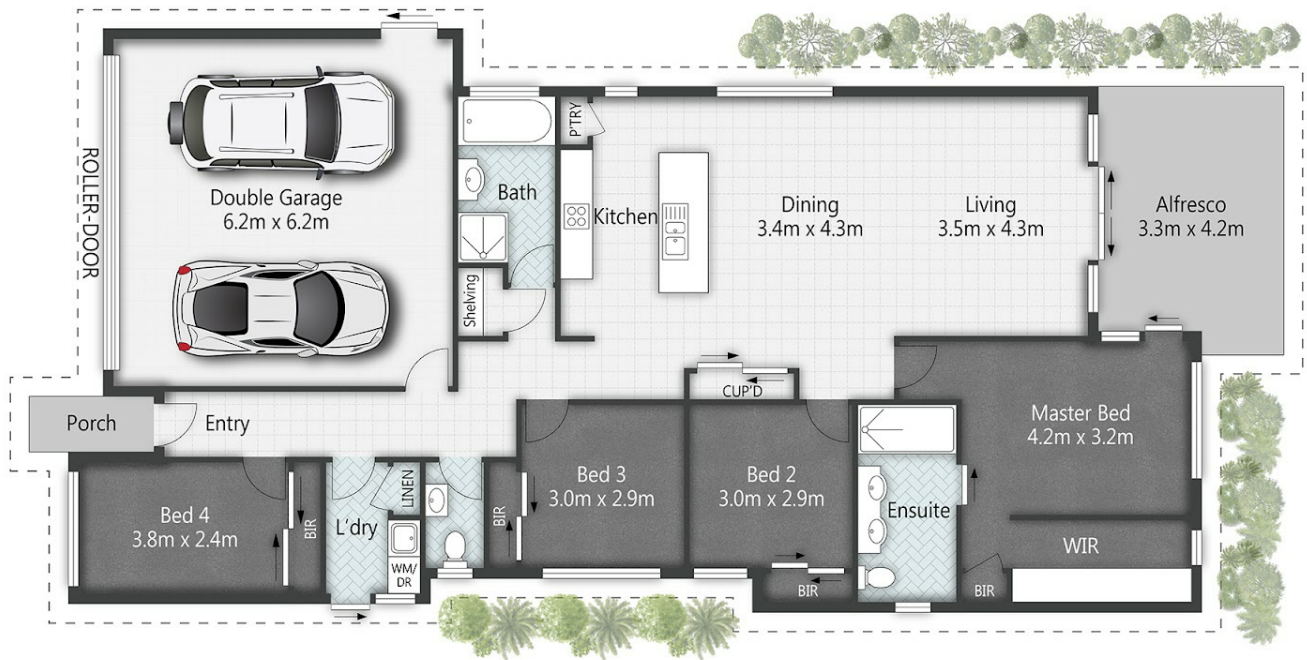 ROLLER-DOOR
Double Garage
6.2m x 6.2m
Bath
Shelving
P'TRY
Kitchen
Dining
3.4m x 4.3m
Living
3.5m x 4.3m
Alfresco
3.3m x 4.2m
Porch
Entry
CUP'D
Master Bed
4.2m x 3.2m
Bed 4
3.8m x 2.4m
BIR
L'dry
LINEN
WM/
DR
BIR
Bed 3
3.0m x 2.9m
Bed 2
3.0m x 2.9m
BIR
Ensuite
BIR
WIR